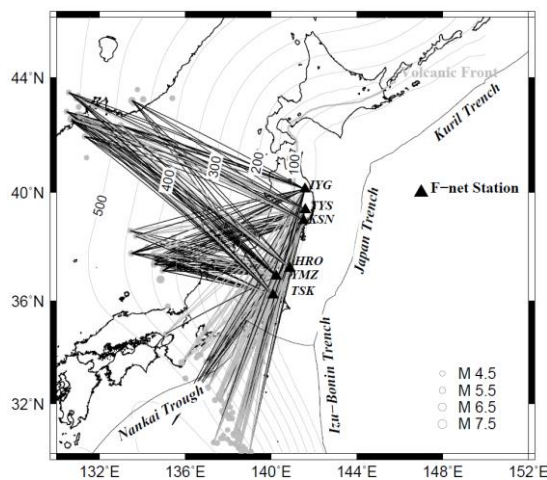 44°N
Volcanic Front
Kuril Trench
500
400
300
200
100
40°N
IYG
TYS
KSN
F-net Station
Japan Trench
HRO
YMZ
TSK
36°N
Izu-Bonin Trench
M 4.5
M 5.5
M 6.5
M 7.5
32°N
Nankai Trough
132°E
136°E
140°E
144°E
148°E
152°E